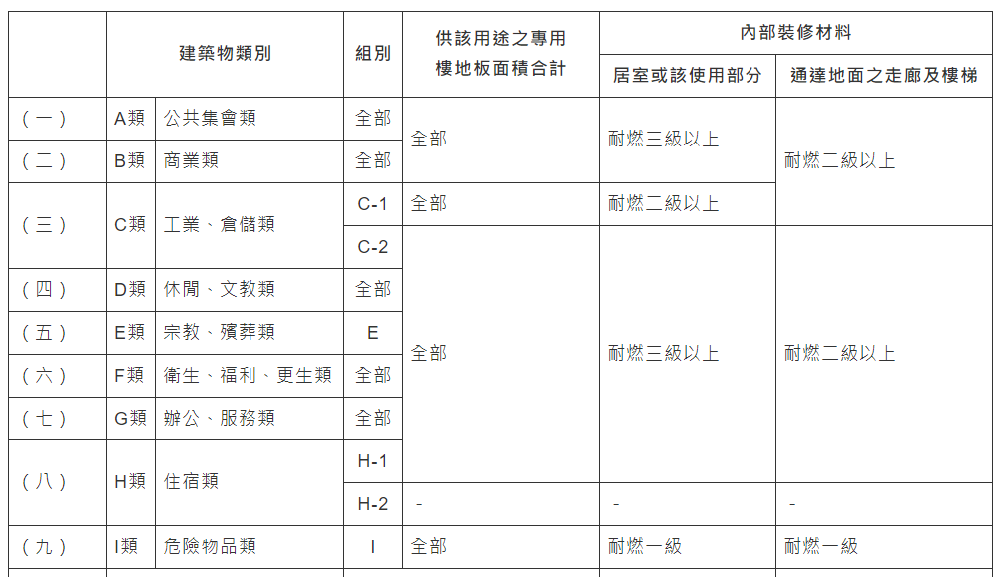 建築物類別 組別 供該用途之專用樓地板面積合計 內部裝修材料
居室或該使用部分 通達地面之走廊及樓梯
（一） A類 公共集會類 全部 全部 耐燃三級以上 耐燃二級以上
（二） B類 商業類 全部
（三） C類 工業、倉儲類 C-1 全部 耐燃二級以上
C-2 全部 耐燃三級以上 耐燃二級以上
（四） D類 休閒、文教類 全部
（五） E類 宗教、殯葬類 E
（六） F類 衛生、福利、更生類 全部
（七） G類 辦公、服務類 全部
（八） H類 住宿類 H-1
H-2 - - -
（九） I類 危險物品類 I 全部 耐燃一級 耐燃一級